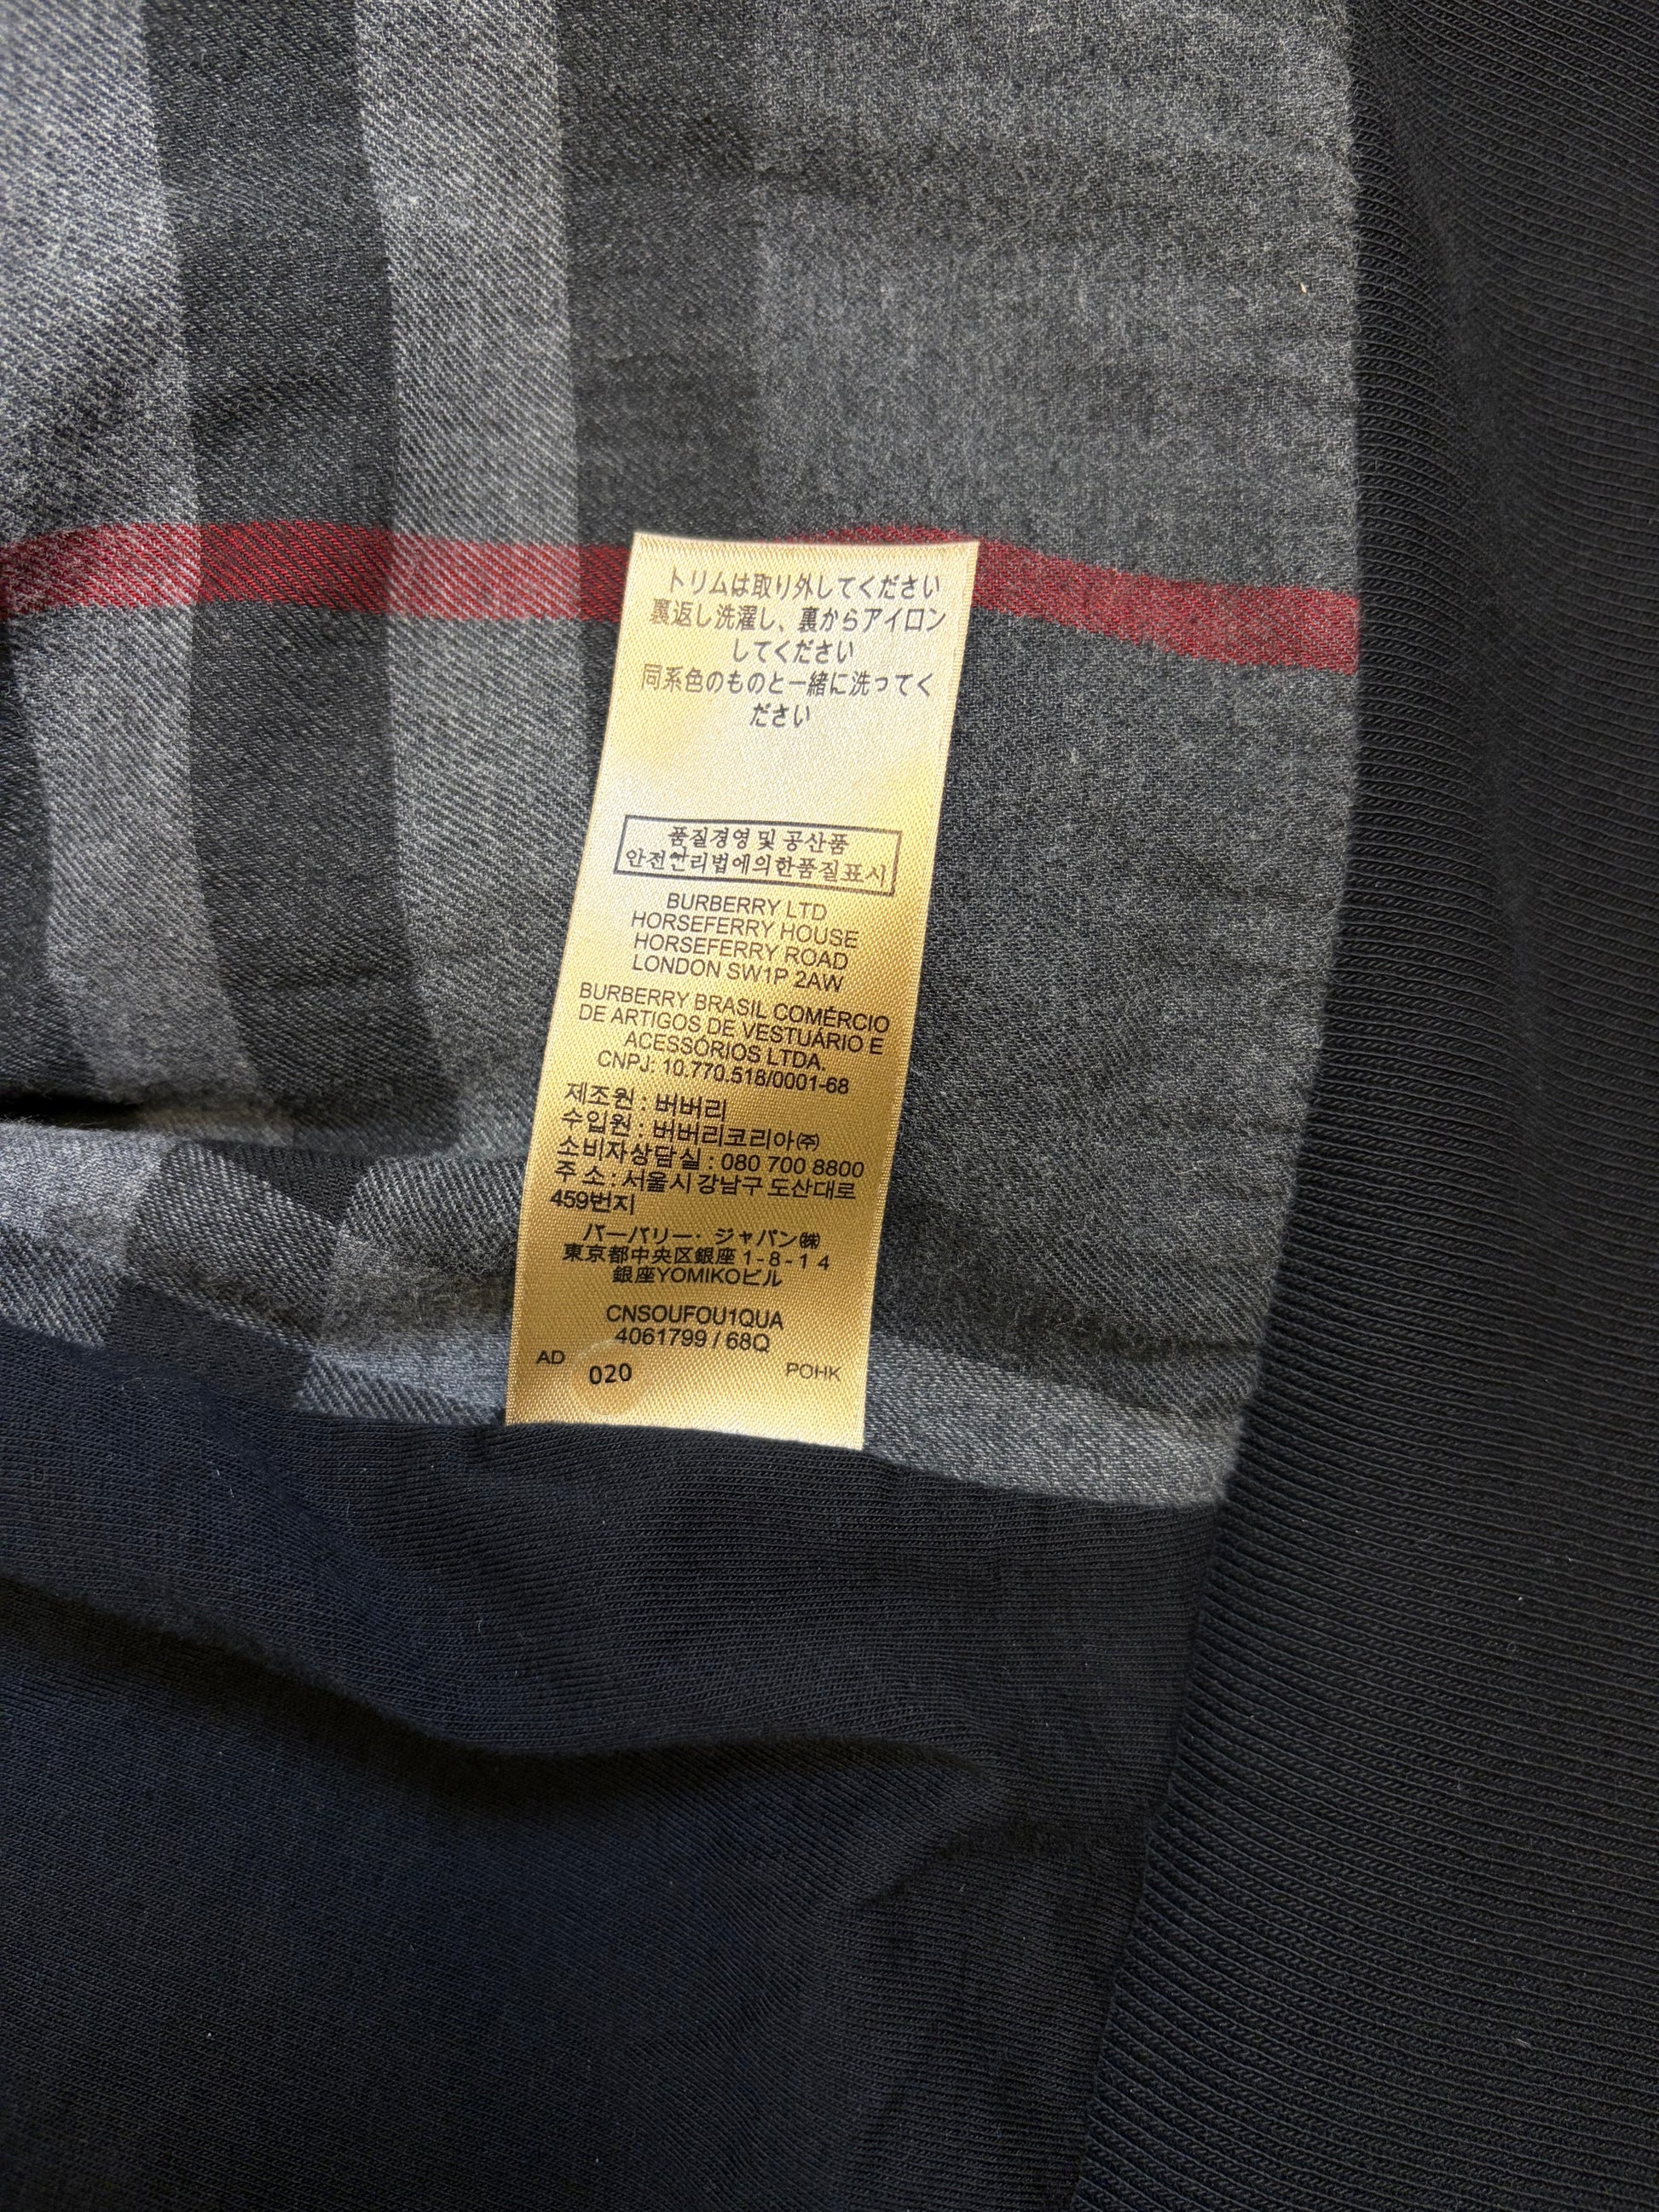 トリムは取り外してください
裏返し洗濯し、裏からアイロン
してください
同系色のものと一緒に洗ってく
ださい
품질경영 및 공산품
안전관리법에의한품질표시
BURBERRY LTD
HORSEFERRY HOUSE
HORSEFERRY ROAD
LONDON SW1P 2AW
BURBERRY BRASIL COMÉRCIO
DE ARTIGOS DE VESTUÁRIO E
ACESSÓRIOS LTDA.
CNPJ: 10.770.518/0001-68
제조원 : 버버리
수입원 : 버버리코리아㈜
소비자상담실 : 080 700 8800
주 소 : 서울시 강남구 도산대로
459번지
バーバリー・ジャパン㈱
東京都中央区銀座 1-8-14
銀座YOMIKOビル
CNSOUFOU1QUA
4061799 / 68Q
AD 020 POHK